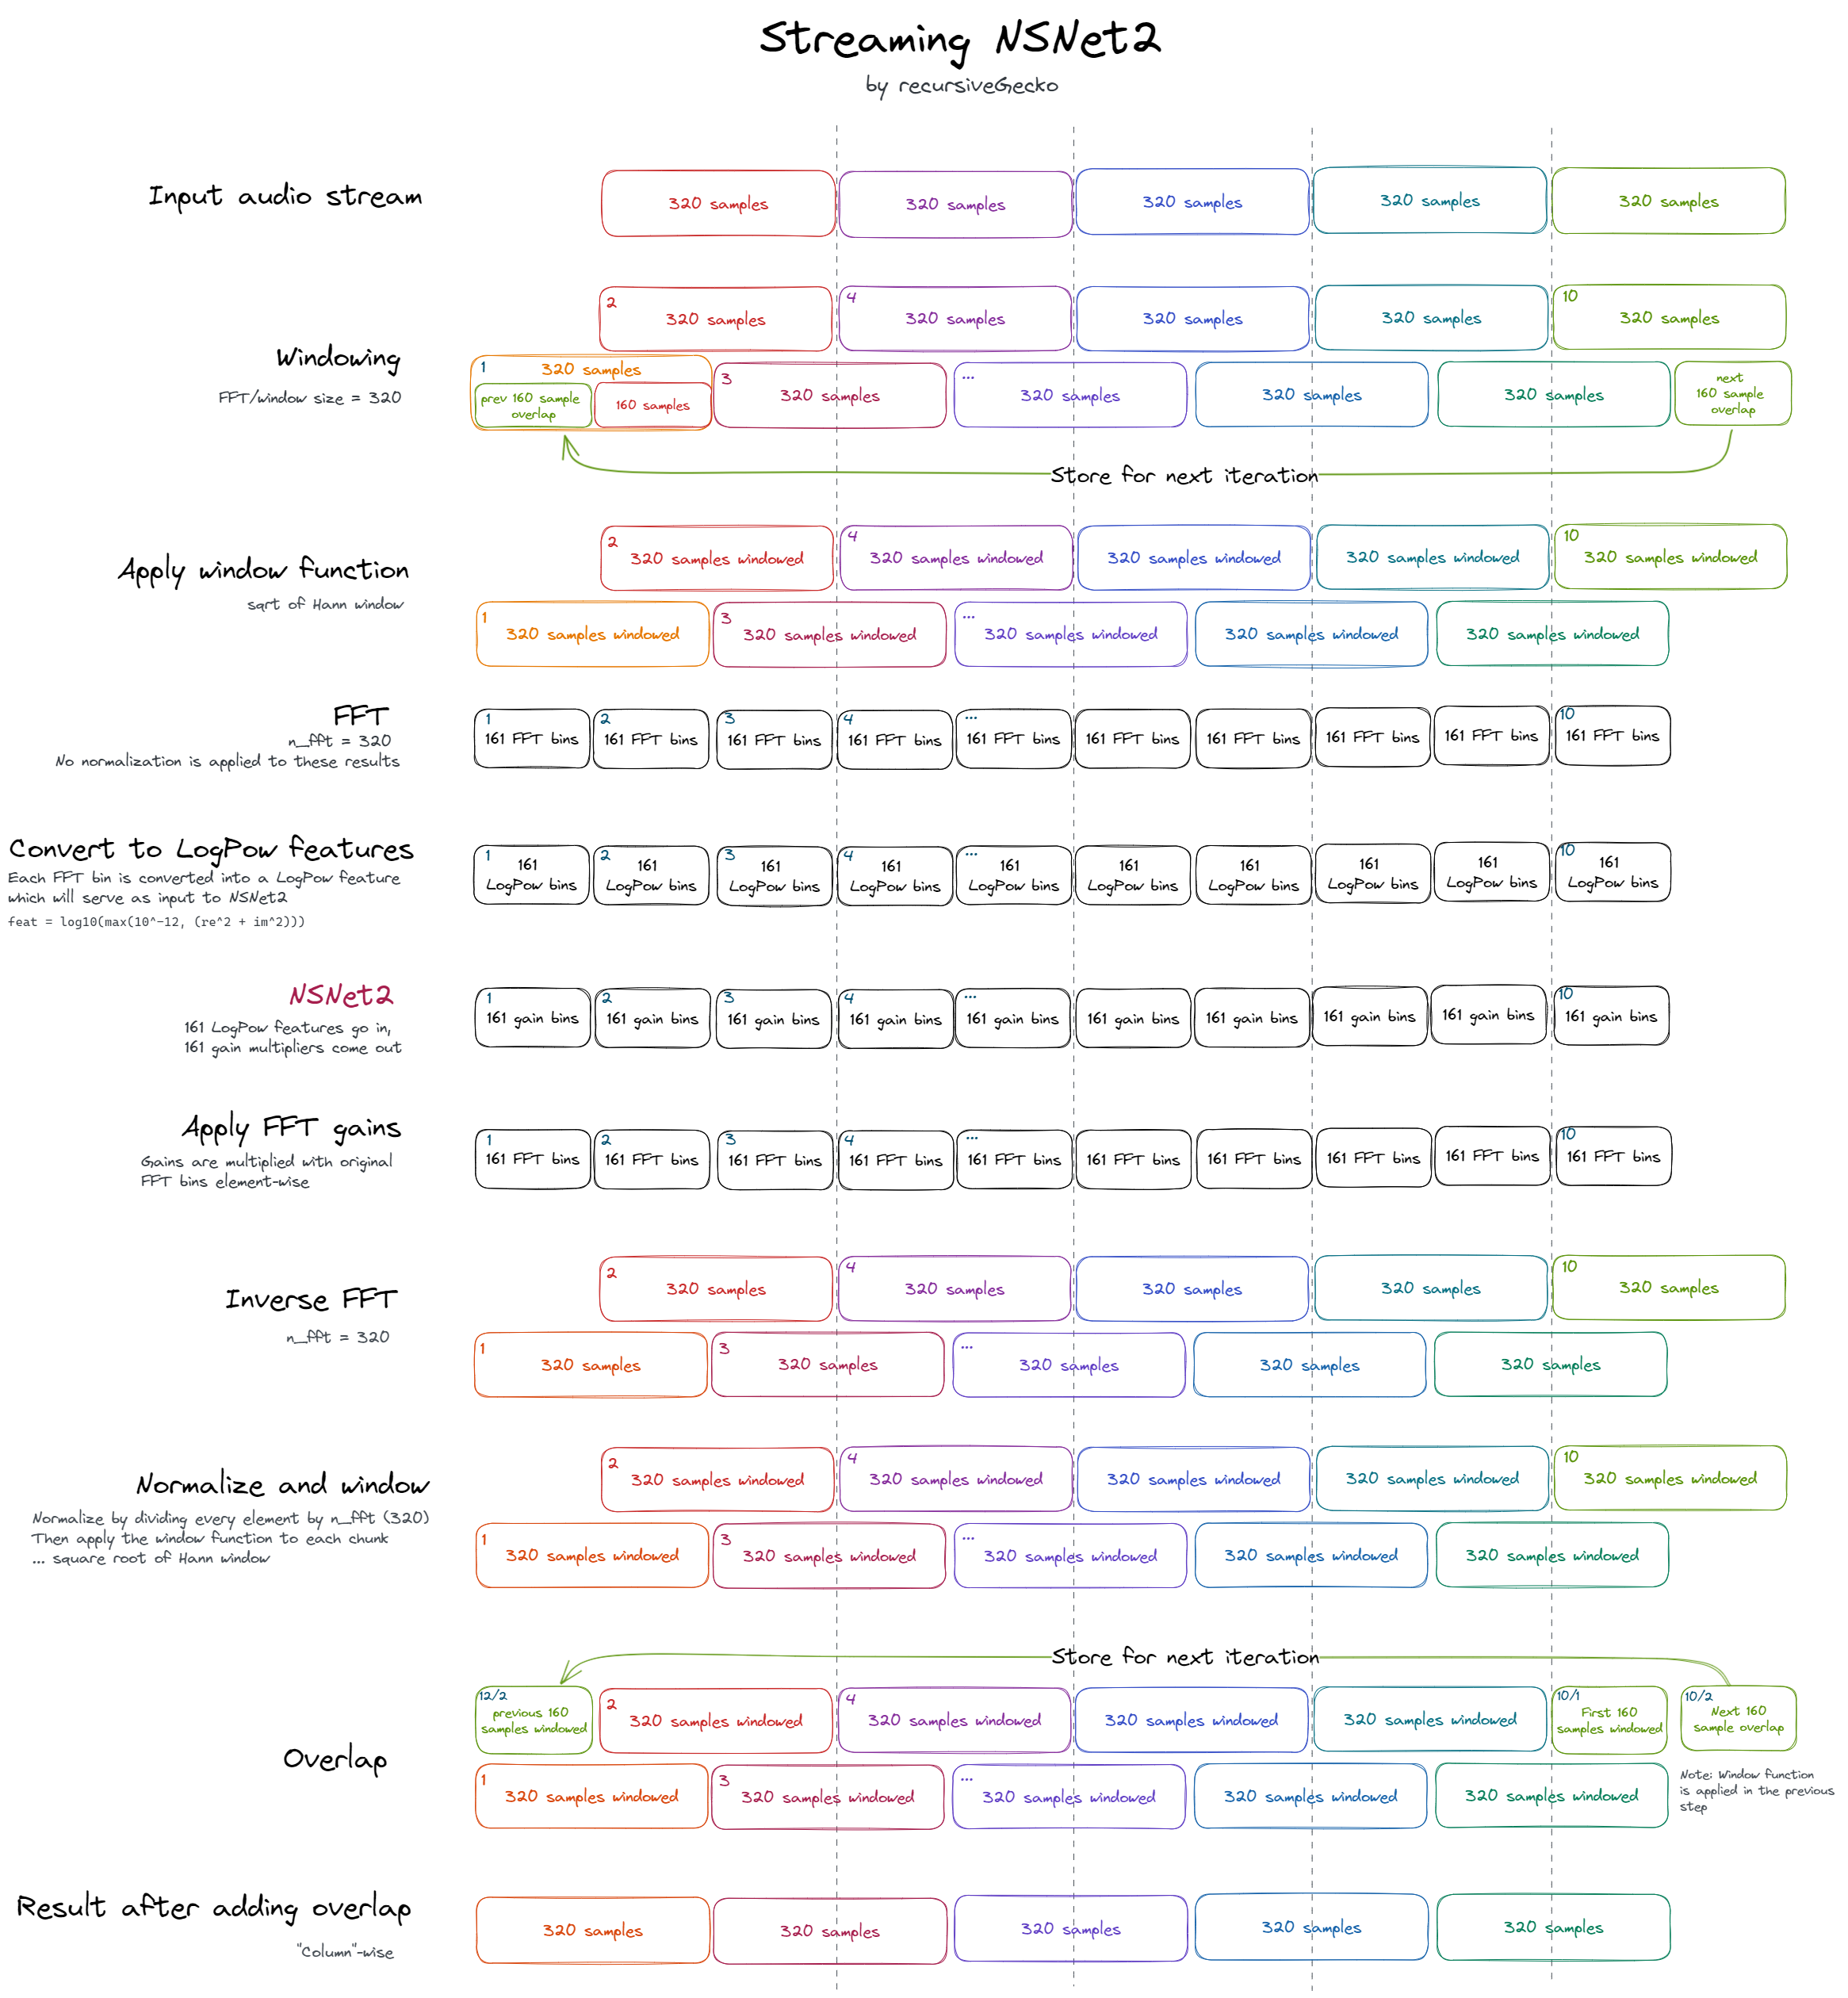 Streaming NSNet2
by recursiveGecko
Input audio stream
320 samples
320 samples
320 samples
320 samples
320 samples
Windowing
FFT/window size = 320
2
320 samples
4
320 samples
320 samples
320 samples
10
320 samples
1
320 samples
prev 160 sample
overlap
160 samples
3
320 samples
...
320 samples
320 samples
320 samples
next
160 sample
overlap
Store for next iteration
Apply window function
sqrt of Hann window
2
320 samples windowed
4
320 samples windowed
320 samples windowed
320 samples windowed
10
320 samples windowed
1
320 samples windowed
3
320 samples windowed
...
320 samples windowed
320 samples windowed
320 samples windowed
FFT
n_fft = 320
No normalization is applied to these results
1
161 FFT bins
2
161 FFT bins
3
161 FFT bins
4
161 FFT bins
...
161 FFT bins
161 FFT bins
161 FFT bins
161 FFT bins
161 FFT bins
10
161 FFT bins
Convert to LogPow features
Each FFT bin is converted into a LogPow feature
which will serve as input to NSNet2
feat = log10(max(10^-12, (re^2 + im^2)))
1
161
LogPow bins
2
161
LogPow bins
3
161
LogPow bins
4
161
LogPow bins
...
161
LogPow bins
161
LogPow bins
161
LogPow bins
161
LogPow bins
161
LogPow bins
10
161
LogPow bins
NSNet2
161 LogPow features go in,
161 gain multipliers come out
1
161 gain bins
2
161 gain bins
3
161 gain bins
4
161 gain bins
...
161 gain bins
161 gain bins
161 gain bins
161 gain bins
161 gain bins
10
161 gain bins
Apply FFT gains
Gains are multiplied with original
FFT bins element-wise
1
161 FFT bins
2
161 FFT bins
3
161 FFT bins
4
161 FFT bins
...
161 FFT bins
161 FFT bins
161 FFT bins
161 FFT bins
161 FFT bins
10
161 FFT bins
Inverse FFT
n_fft = 320
2
320 samples
4
320 samples
320 samples
320 samples
10
320 samples
1
320 samples
3
320 samples
...
320 samples
320 samples
320 samples
Normalize and window
Normalize by dividing every element by n_fft (320)
Then apply the window function to each chunk
... square root of Hann window
2
320 samples windowed
4
320 samples windowed
320 samples windowed
320 samples windowed
10
320 samples windowed
1
320 samples windowed
3
320 samples windowed
...
320 samples windowed
320 samples windowed
320 samples windowed
Store for next iteration
Overlap
12/2
previous 160
samples windowed
2
320 samples windowed
4
320 samples windowed
320 samples windowed
320 samples windowed
10/1
First 160
samples windowed
10/2
Next 160
sample overlap
1
320 samples windowed
3
320 samples windowed
...
320 samples windowed
320 samples windowed
320 samples windowed
Note: Window function
is applied in the previous
step
Result after adding overlap
"Column"-wise
320 samples
320 samples
320 samples
320 samples
320 samples